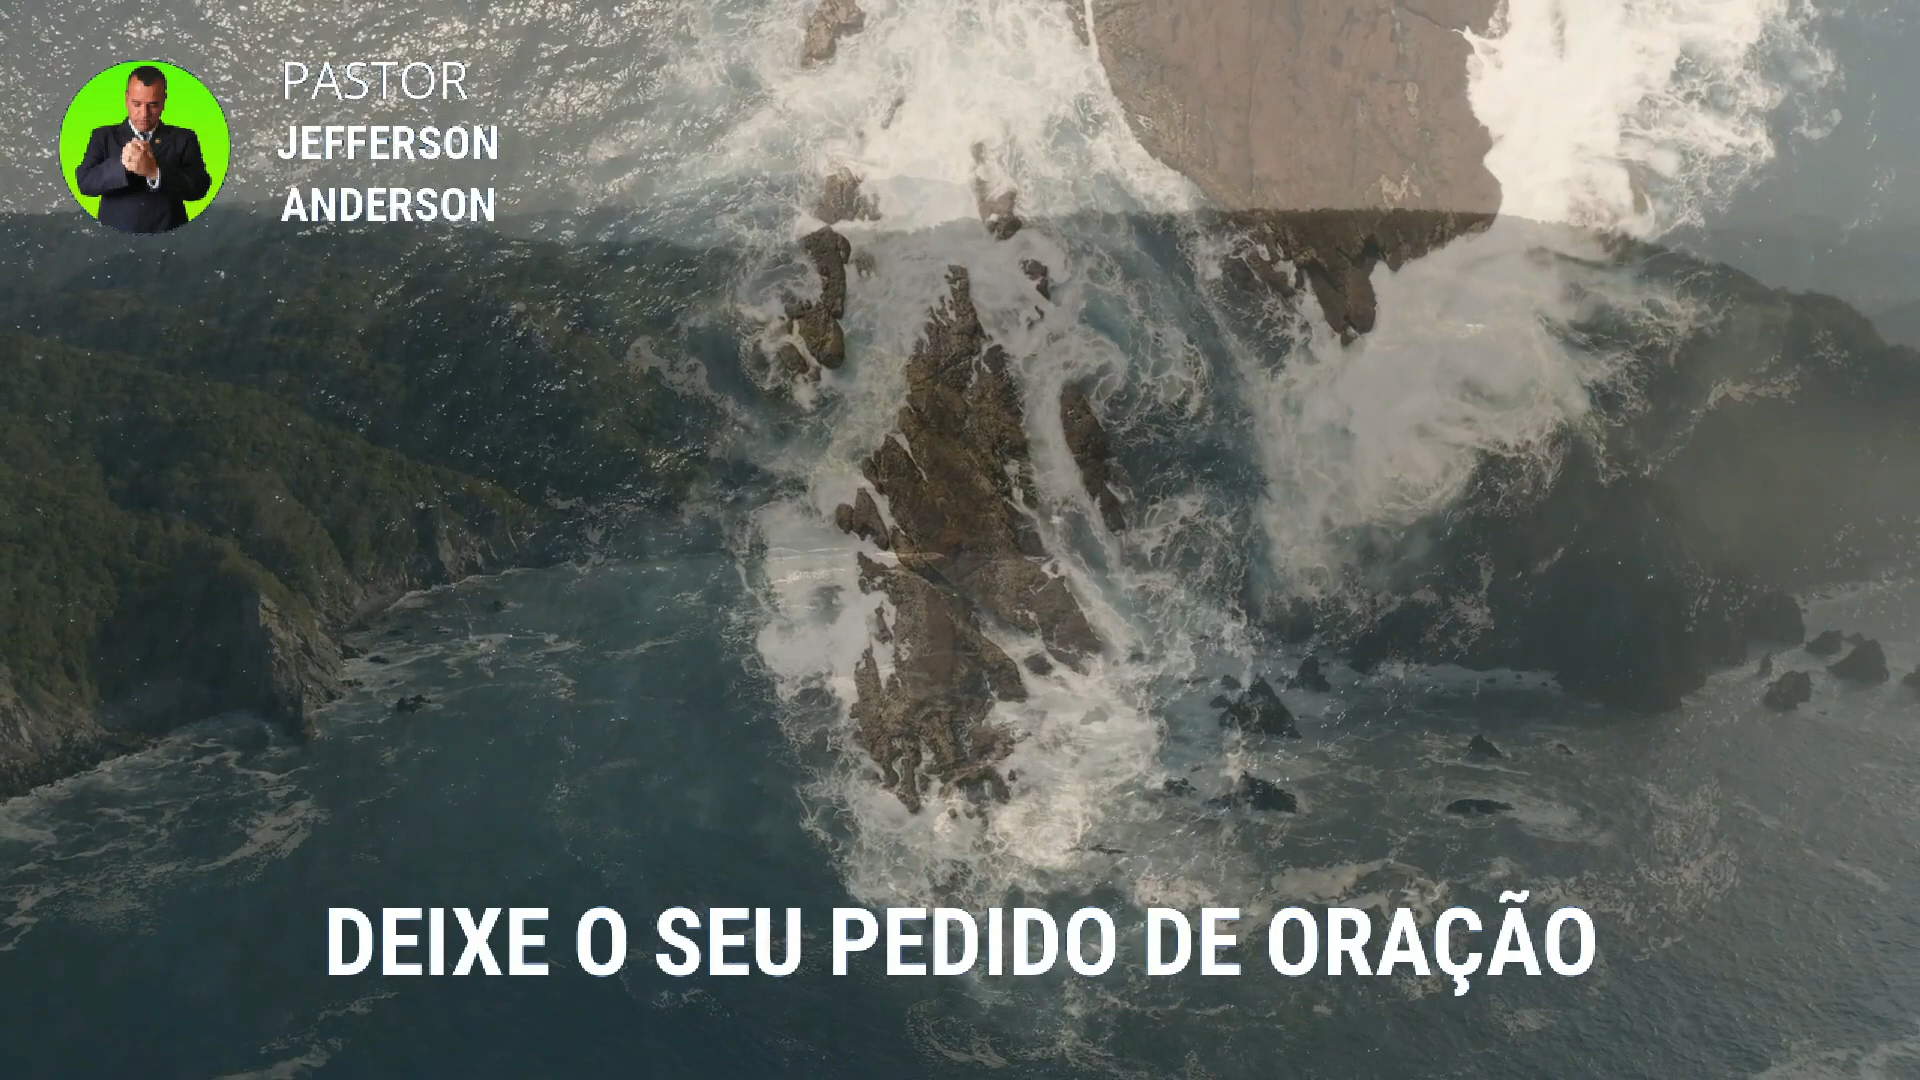 PASTOR
JEFFERSON
ANDERSON
DEIXE O SEU PEDIDO DE ORAÇÃO